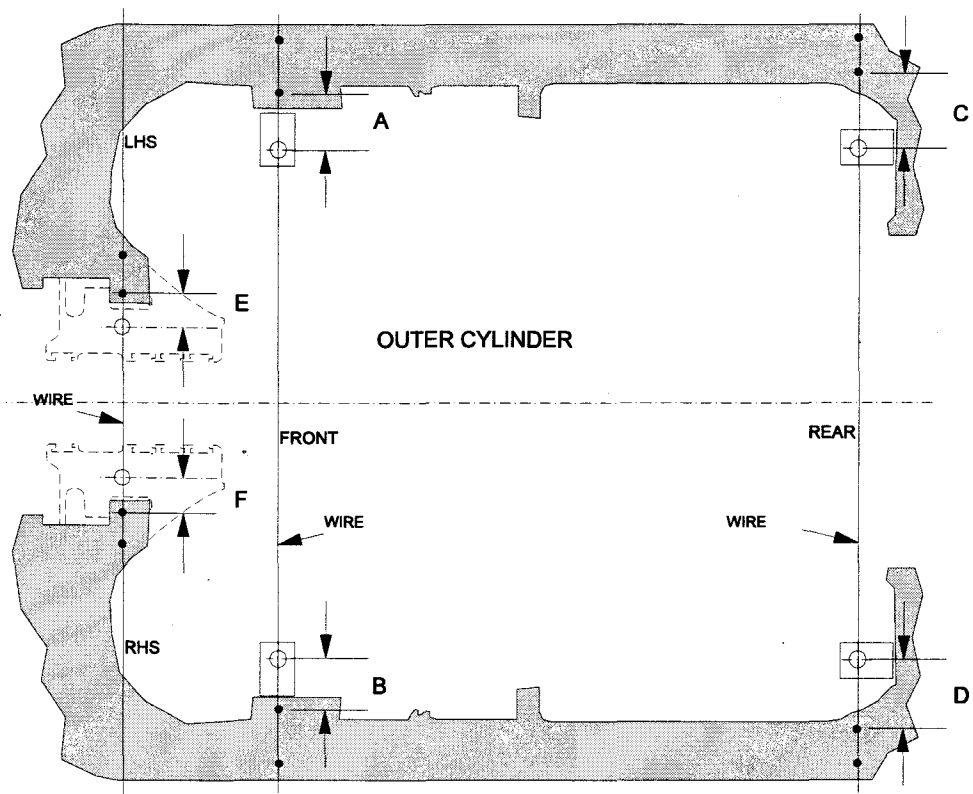 A
C
LHS
E
OUTER CYLINDER
WIRE
FRONT
REAR
F
WIRE
WIRE
RHS
B
D